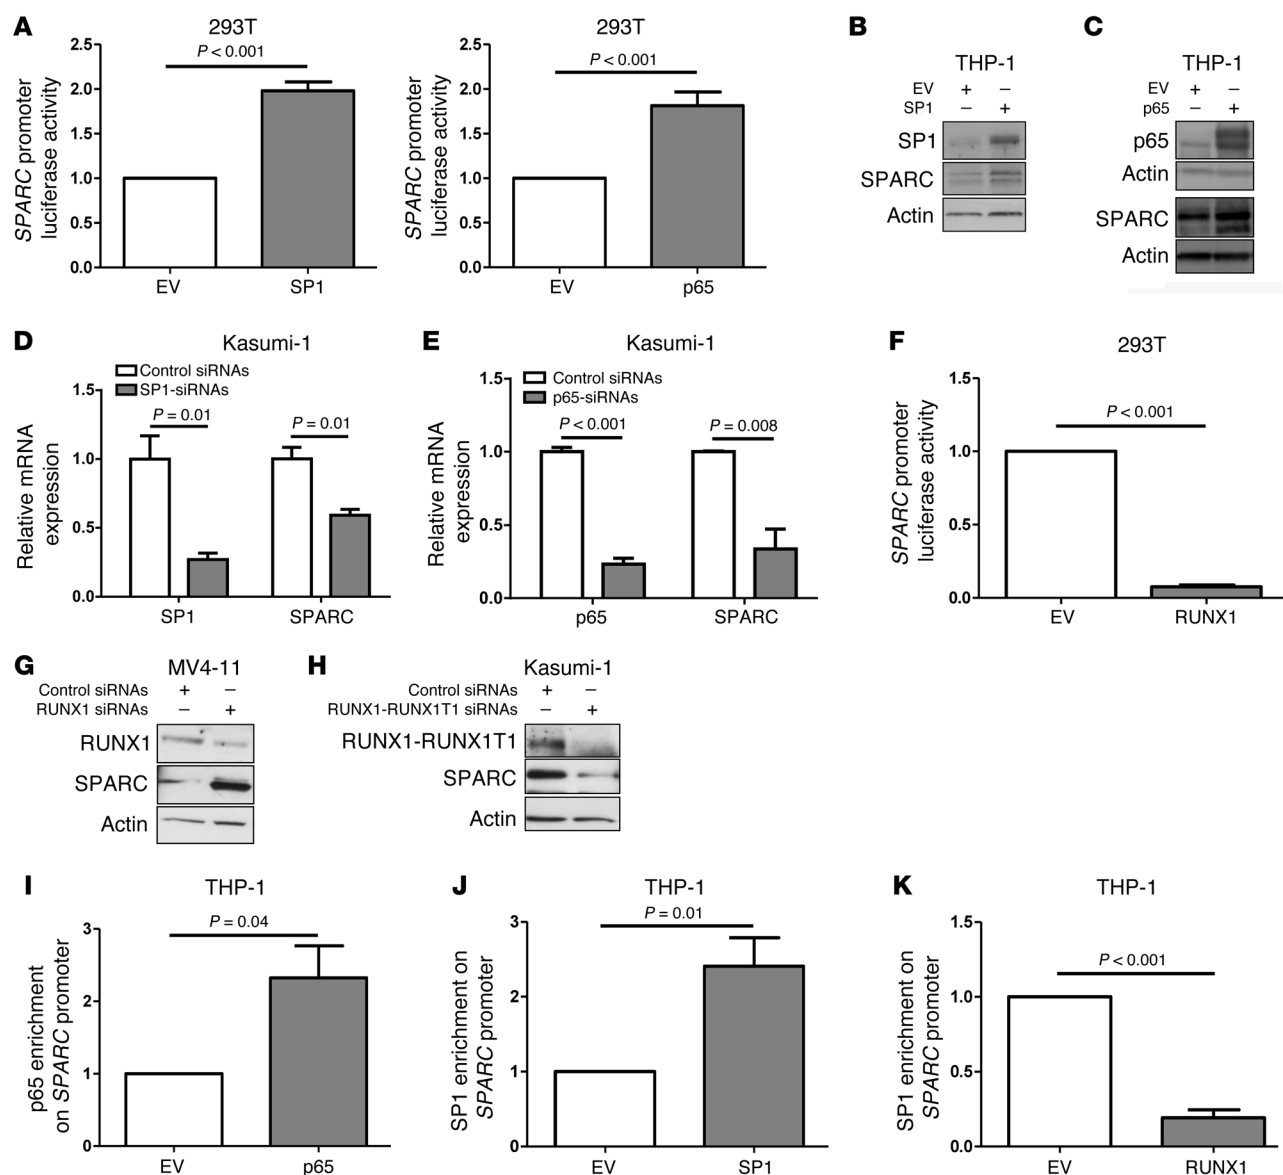 A
293T
P < 0.001
SPARC promoter
luciferase activity
2.5
2.0
1.5
1.0
0.5
0.0
EV
SP1
293T
P < 0.001
SPARC promoter
luciferase activity
2.5
2.0
1.5
1.0
0.5
0.0
EV
p65
B
THP-1
EV + –
SP1 – +
SP1
SPARC
Actin
C
THP-1
EV + –
p65 – +
p65
Actin
SPARC
Actin
D
Kasumi-1
Control siRNAs
SP1-siRNAs
P = 0.01
P = 0.01
Relative mRNA
expression
1.5
1.0
0.5
0.0
SP1
SPARC
E
Kasumi-1
Control siRNAs
p65-siRNAs
P < 0.001
P = 0.008
Relative mRNA
expression
1.5
1.0
0.5
0.0
p65
SPARC
F
293T
P < 0.001
SPARC promoter
luciferase activity
1.5
1.0
0.5
0.0
EV
RUNX1
G
MV4-11
Control siRNAs + –
RUNX1 siRNAs – +
RUNX1
SPARC
Actin
H
Kasumi-1
Control siRNAs + –
RUNX1-RUNX1T1 siRNAs – +
RUNX1-RUNX1T1
SPARC
Actin
I
THP-1
P = 0.04
p65 enrichment
on SPARC promoter
3
2
1
0
EV
p65
J
THP-1
P = 0.01
SP1 enrichment on
SPARC promoter
3
2
1
0
EV
SP1
K
THP-1
P < 0.001
SP1 enrichment on
SPARC promoter
1.5
1.0
0.5
0.0
EV
RUNX1